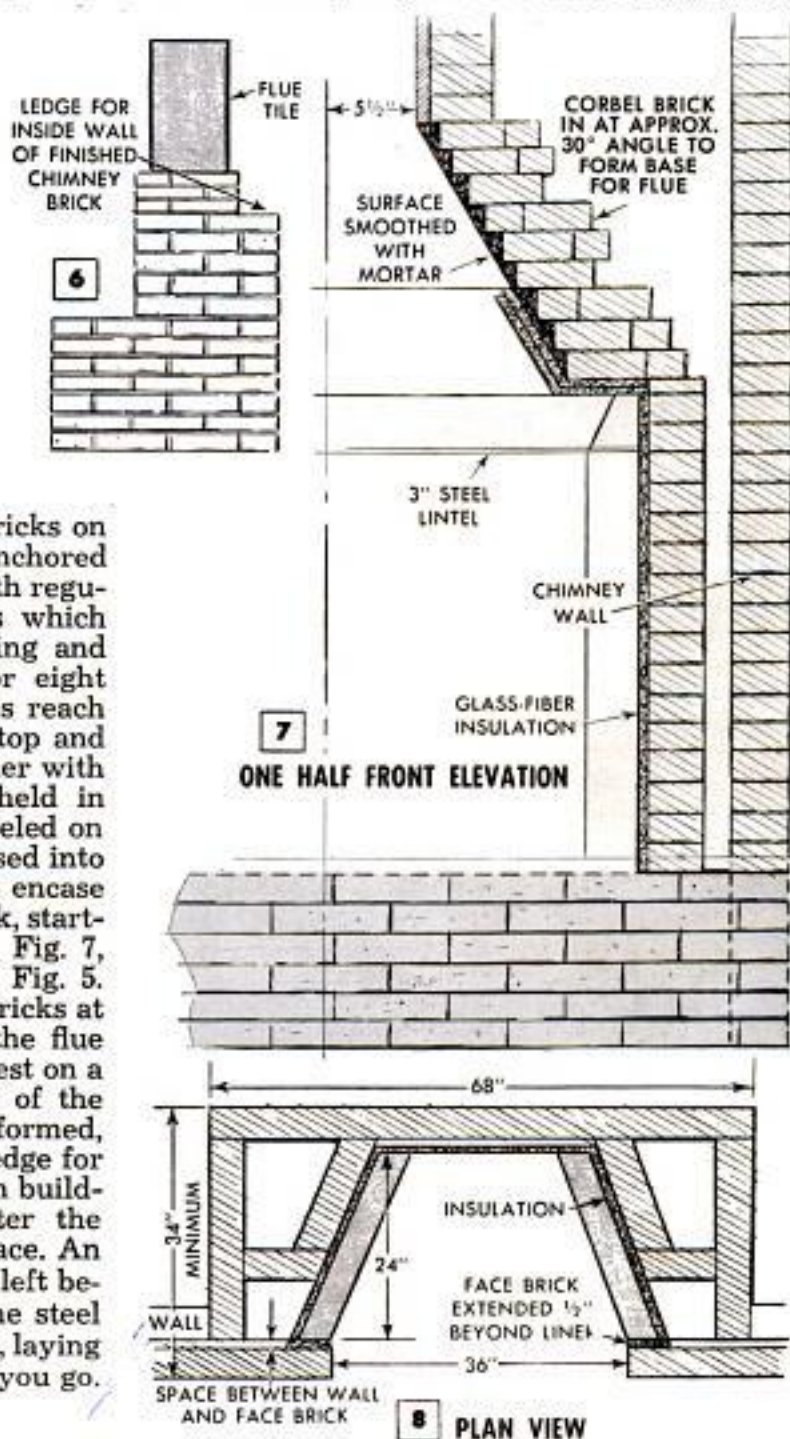 LEDGE FOR
INSIDE WALL
OF FINISHED
CHIMNEY
BRICK
FLUE
TILE
6
5½"
CORBEL BRICK
IN AT APPROX.
30° ANGLE TO
FORM BASE
FOR FLUE
SURFACE
SMOOTHED
WITH
MORTAR
3" STEEL
LINTEL
CHIMNEY
WALL
GLASS-FIBER
INSULATION
7
ONE HALF FRONT ELEVATION
ricks on
nchored
th regu-
s which
ing and
or eight
s reach
top and
er with
held in
eled on
sed into
encase
k, start-
Fig. 7,
Fig. 5.
ricks at
the flue
est on a
of the
formed,
edge for
n build-
ter the
ace. An
left be-
ne steel
, laying
you go.
68"
34"
MINIMUM
INSULATION
24"
FACE BRICK
EXTENDED ½"
BEYOND LINER
WALL
36"
SPACE BETWEEN WALL
AND FACE BRICK
8 PLAN VIEW